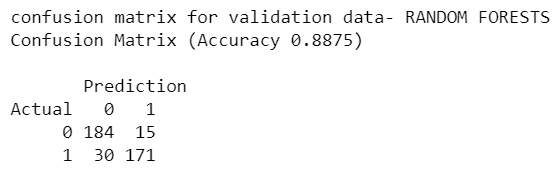 confusion matrix for validation data- RANDOM FORESTS
Confusion Matrix (Accuracy 0.8875)
Prediction
Actual 0 1
0 184 15
1 30 171